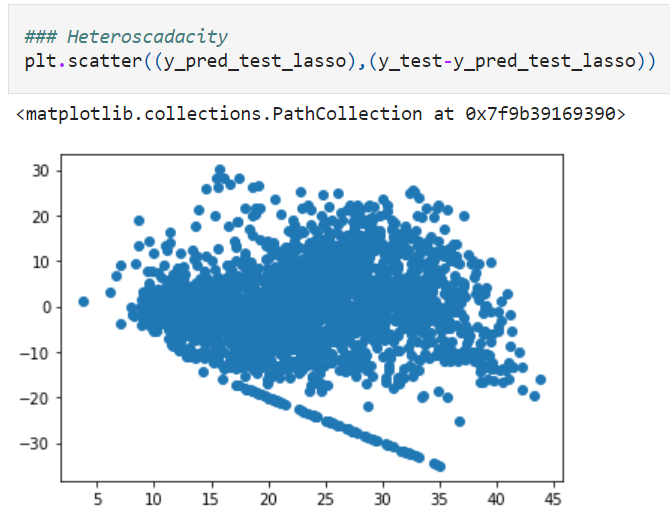 ### Heteroscadacity
plt.scatter((y_pred_test_lasso),(y_test-y_pred_test_lasso))
<matplotlib.collections.PathCollection at 0x7f9b39169390>
30
20
10
0
−10
−20
−30
5 10 15 20 25 30 35 40 45